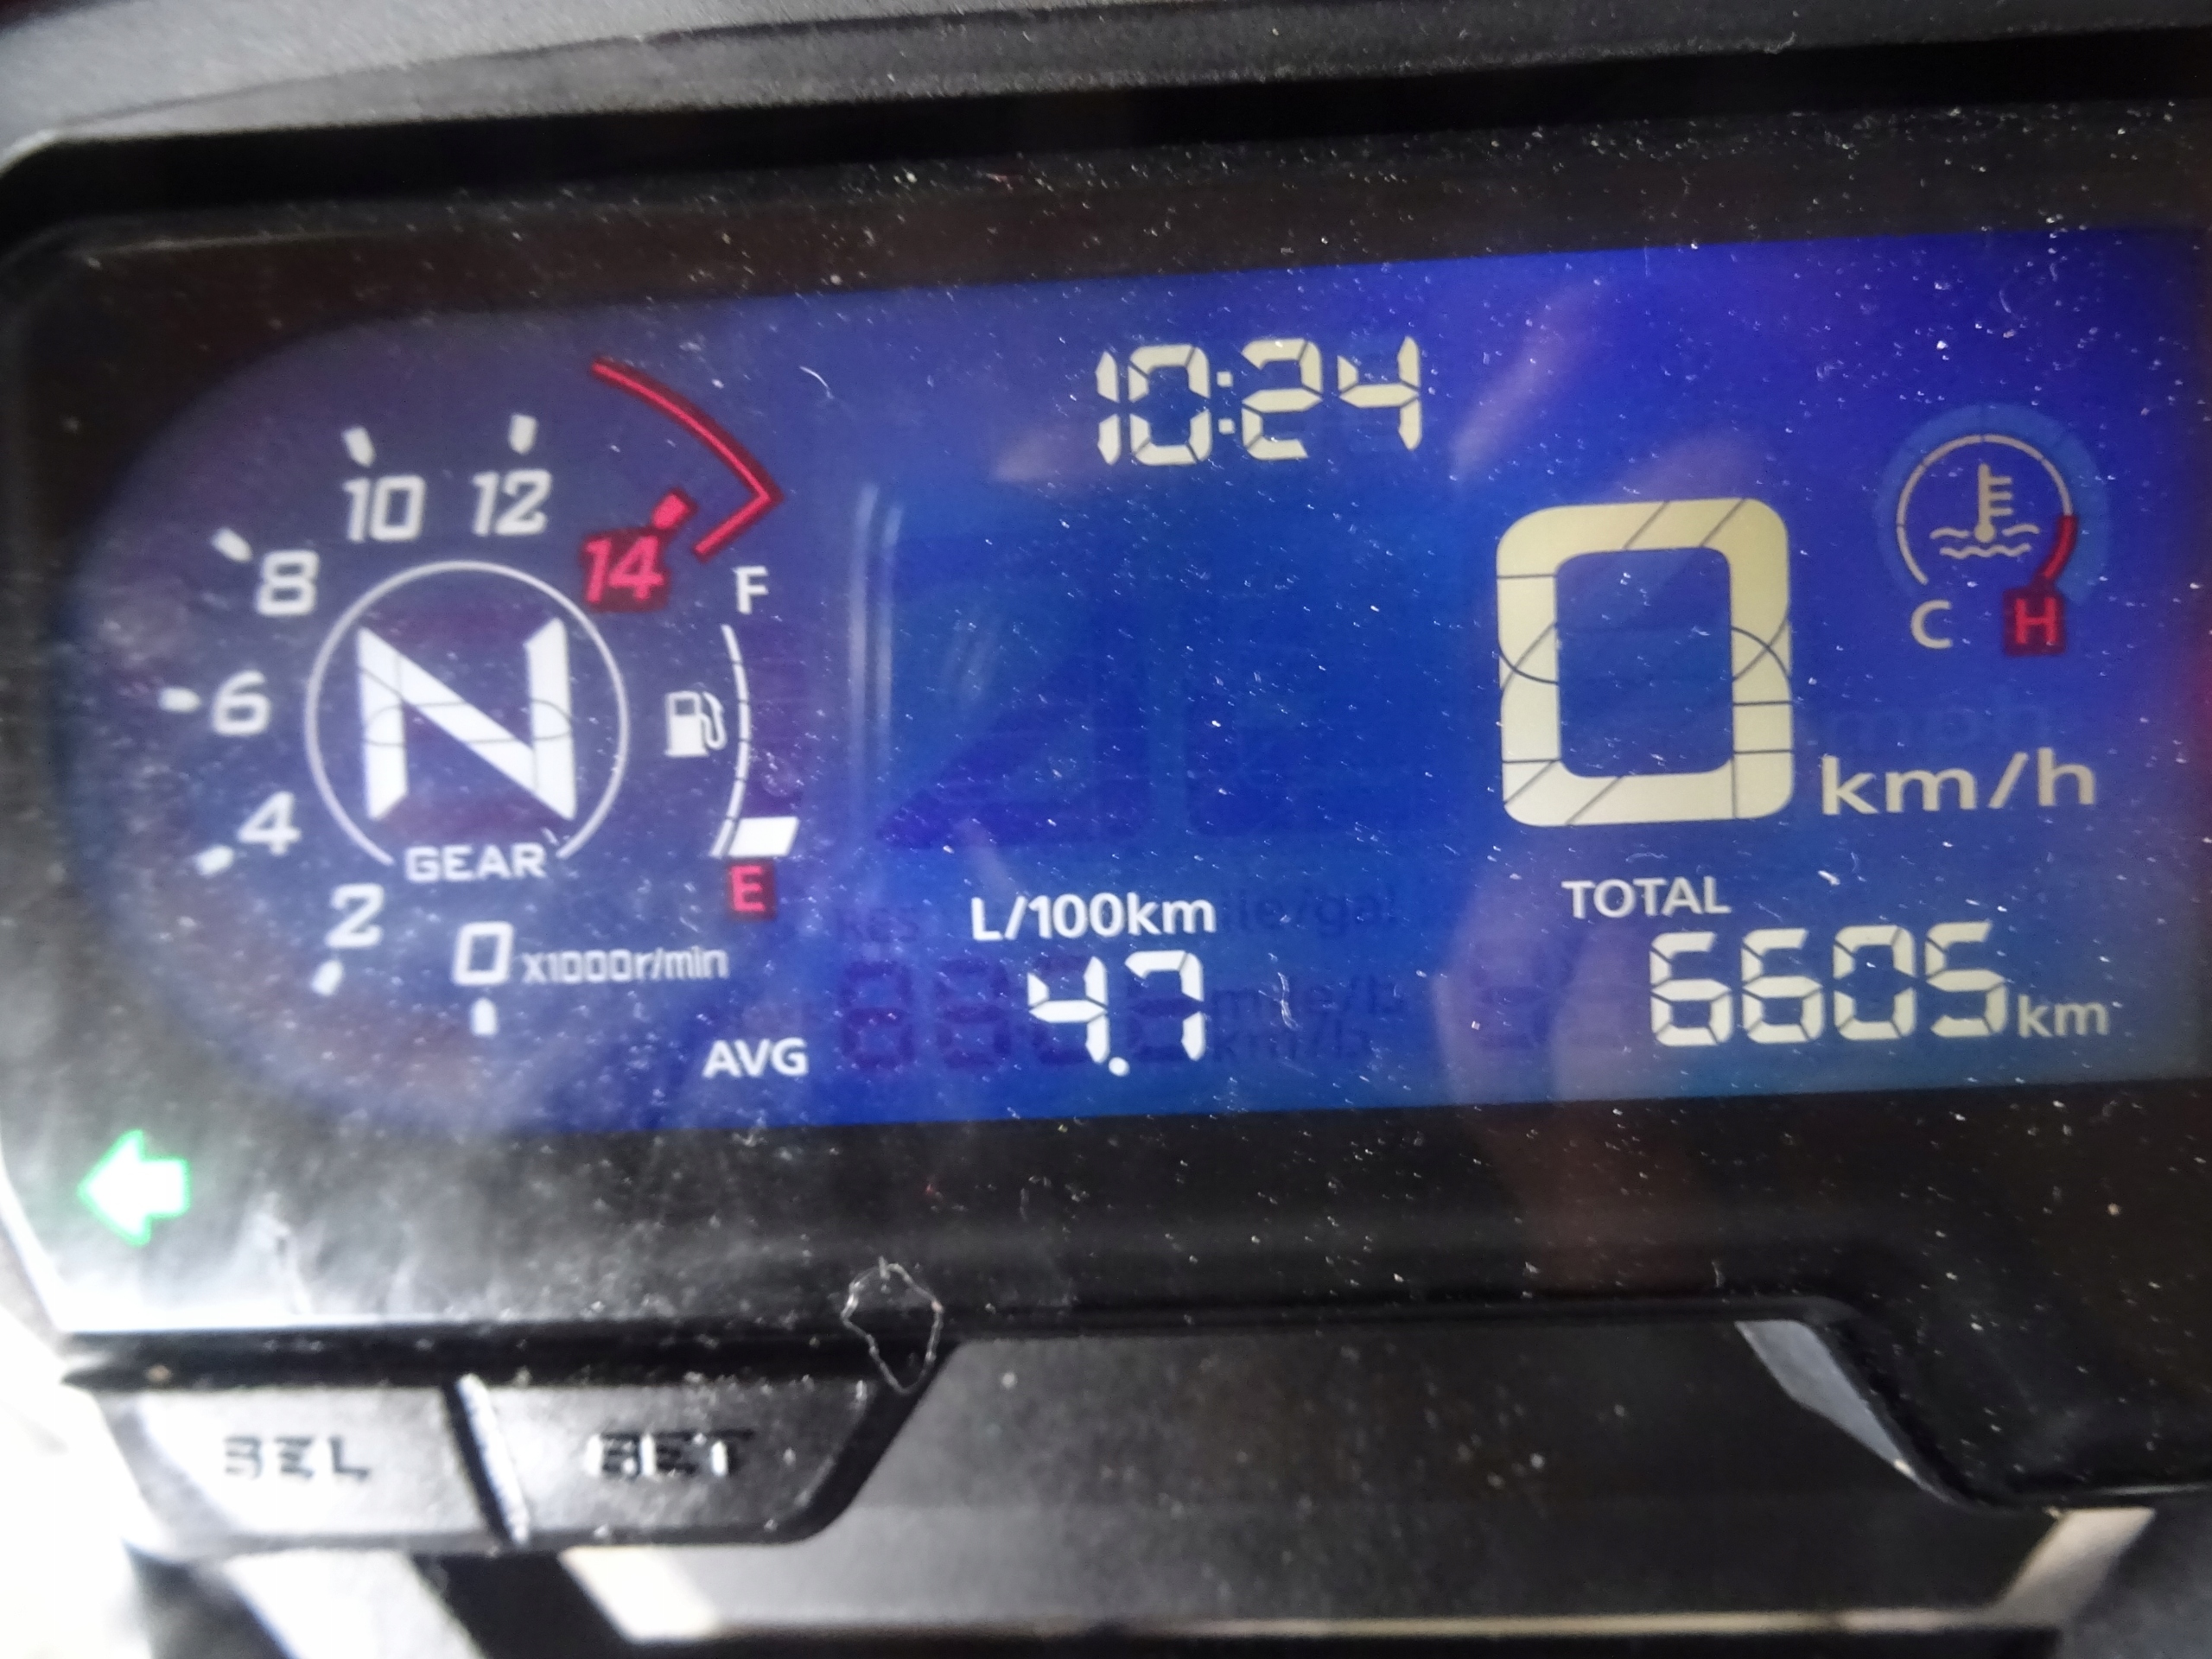 10:24
10 12
14
8
F
6
N
C H
km/h
0
4
GEAR
E
2
0 x1000r/min
L/100km
AVG 4.7
TOTAL
6605 km
SEL SET